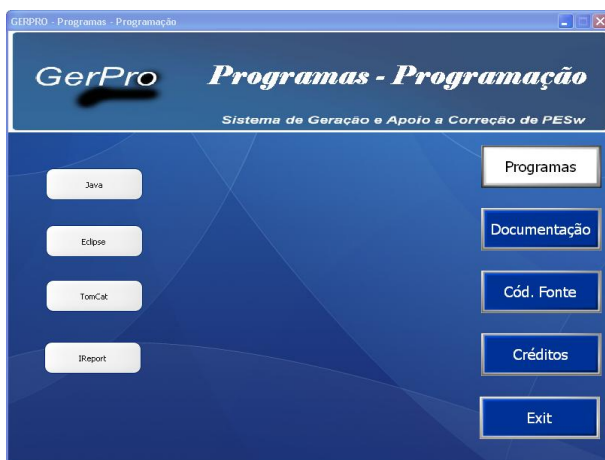 GERPRO - Programas - Programação
GerPro
Programas - Programação
Sistema de Geração e Apoio a Correção de PESw
Java
Eclipse
TomCat
IReport
Programas
Documentação
Cód. Fonte
Créditos
Exit